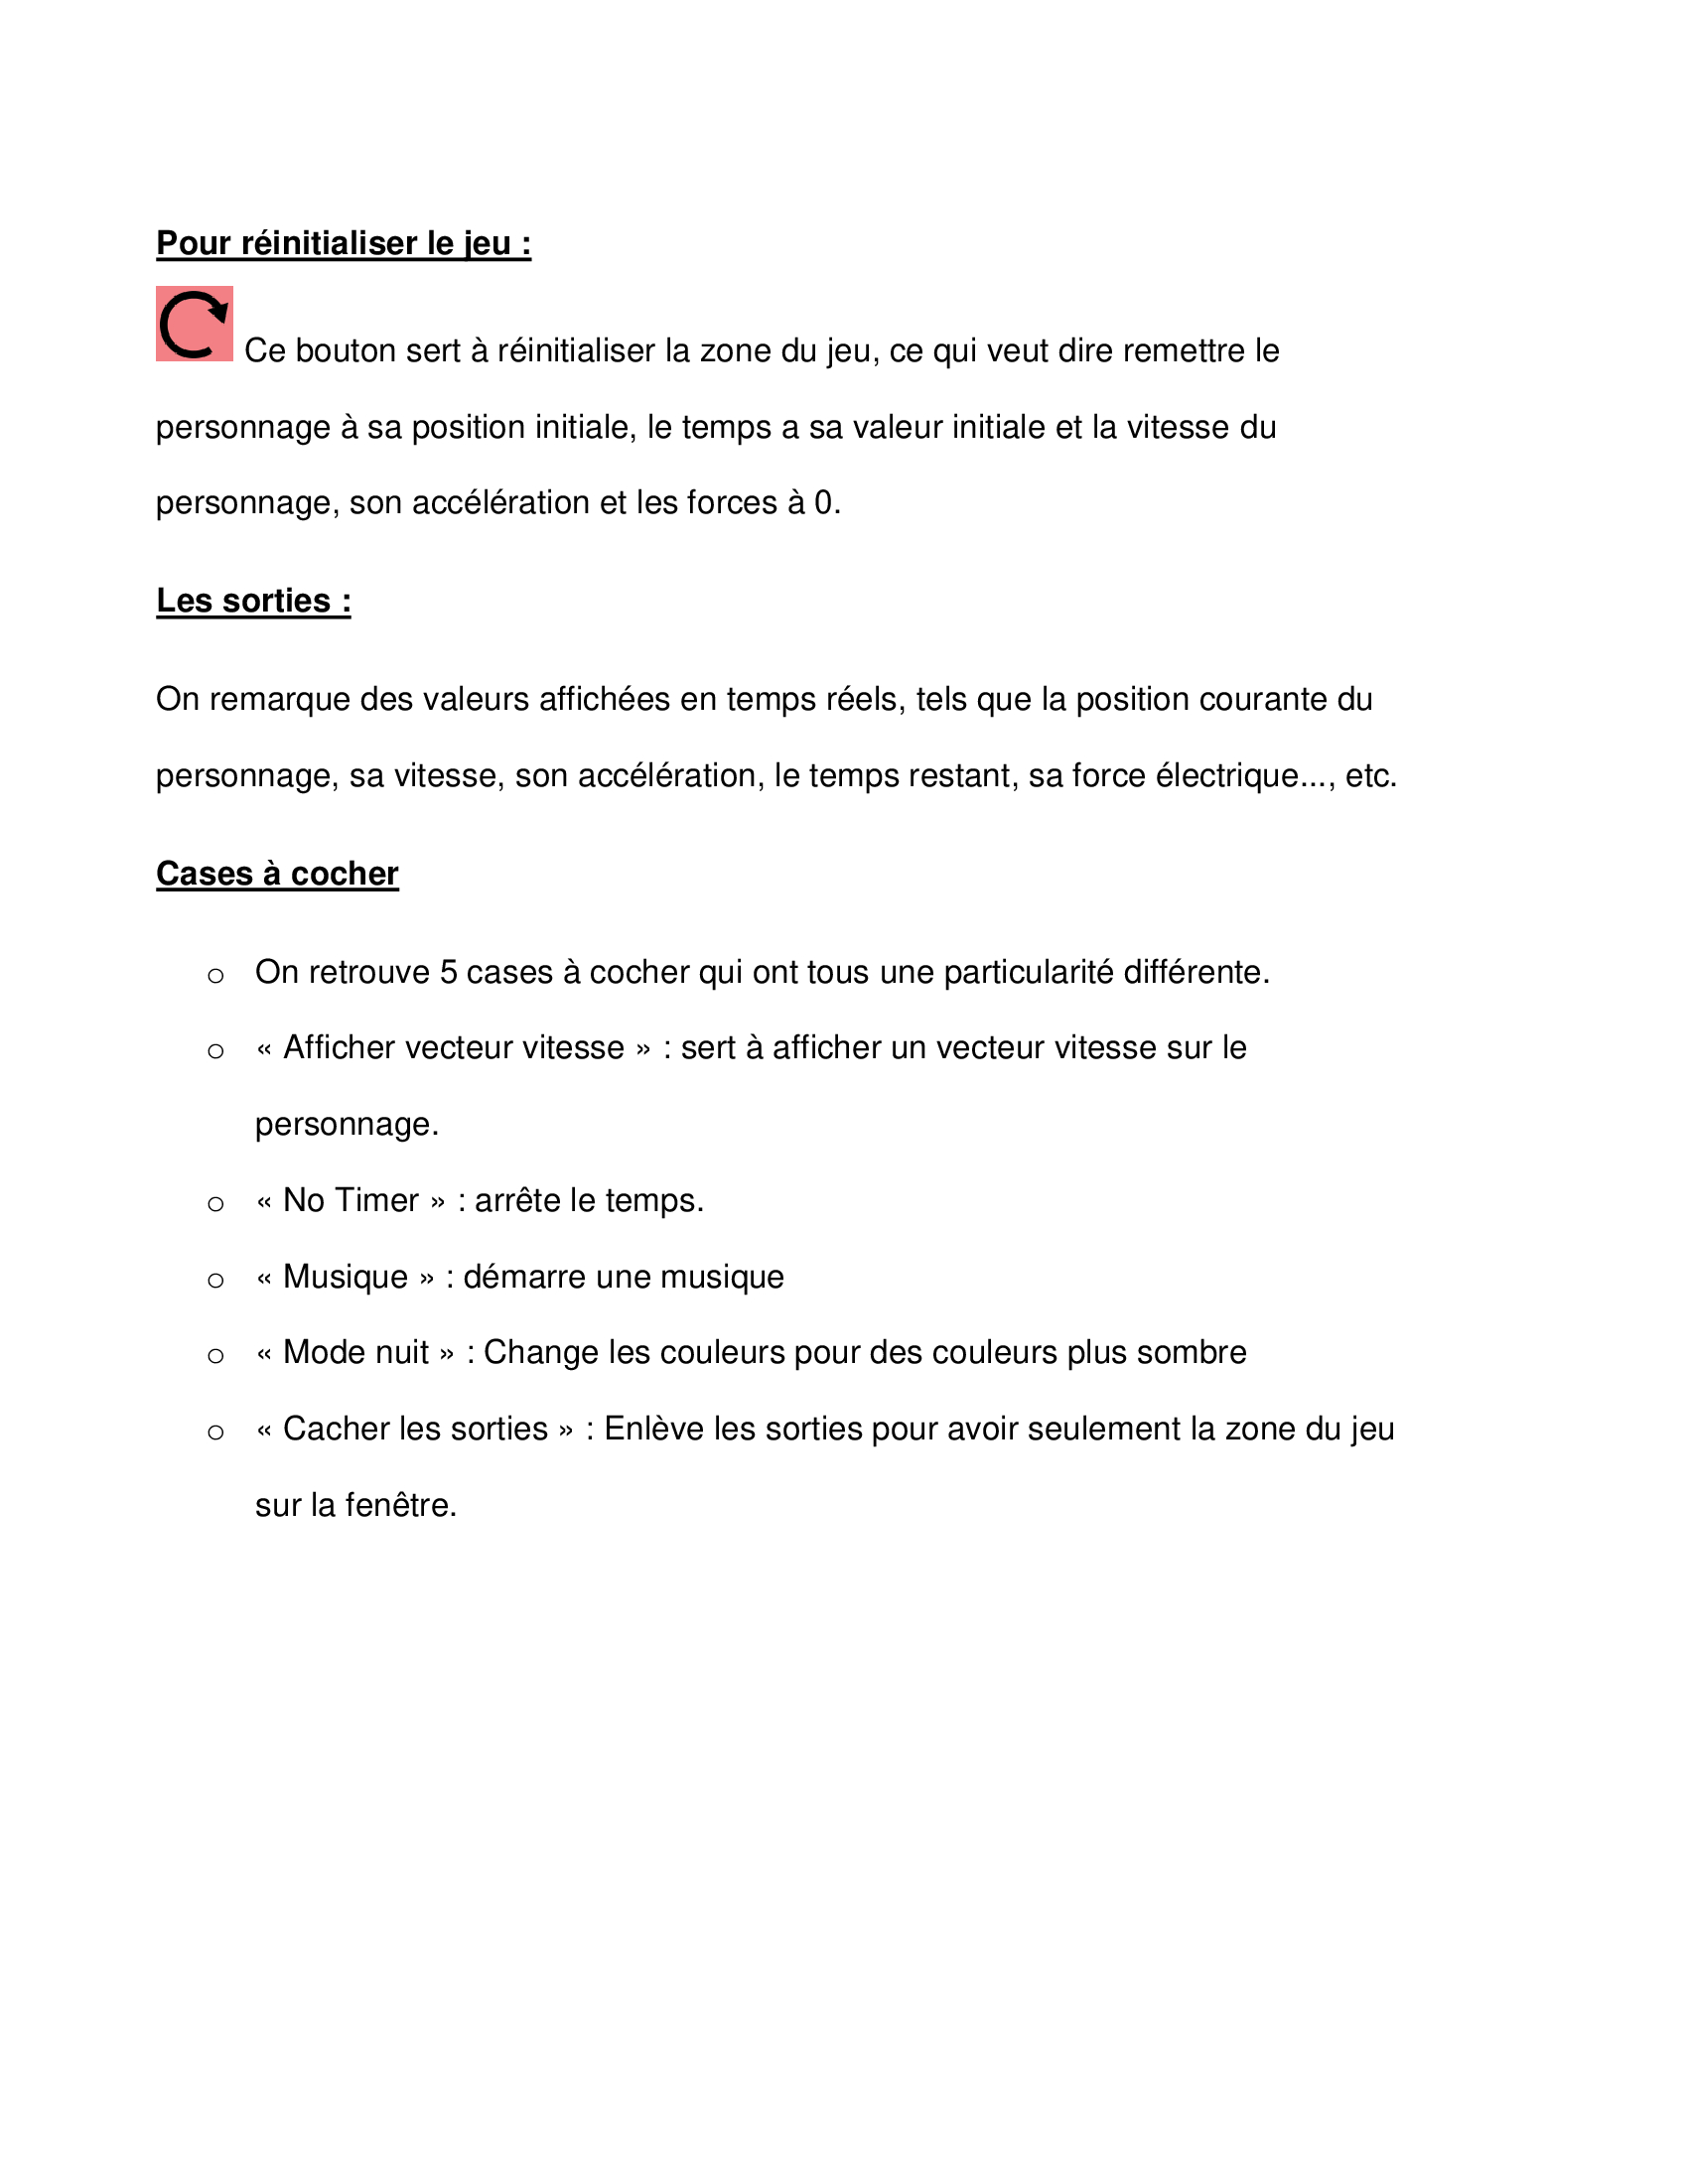 Pour réinitialiser le jeu :
Ce bouton sert à réinitialiser la zone du jeu, ce qui veut dire remettre le
personnage à sa position initiale, le temps a sa valeur initiale et la vitesse du
personnage, son accélération et les forces à 0.
Les sorties :
On remarque des valeurs affichées en temps réels, tels que la position courante du
personnage, sa vitesse, son accélération, le temps restant, sa force électrique..., etc.
Cases à cocher
o On retrouve 5 cases à cocher qui ont tous une particularité différente.
o « Afficher vecteur vitesse » : sert à afficher un vecteur vitesse sur le
personnage.
o « No Timer » : arrête le temps.
o « Musique » : démarre une musique
o « Mode nuit » : Change les couleurs pour des couleurs plus sombre
o « Cacher les sorties » : Enlève les sorties pour avoir seulement la zone du jeu
sur la fenêtre.